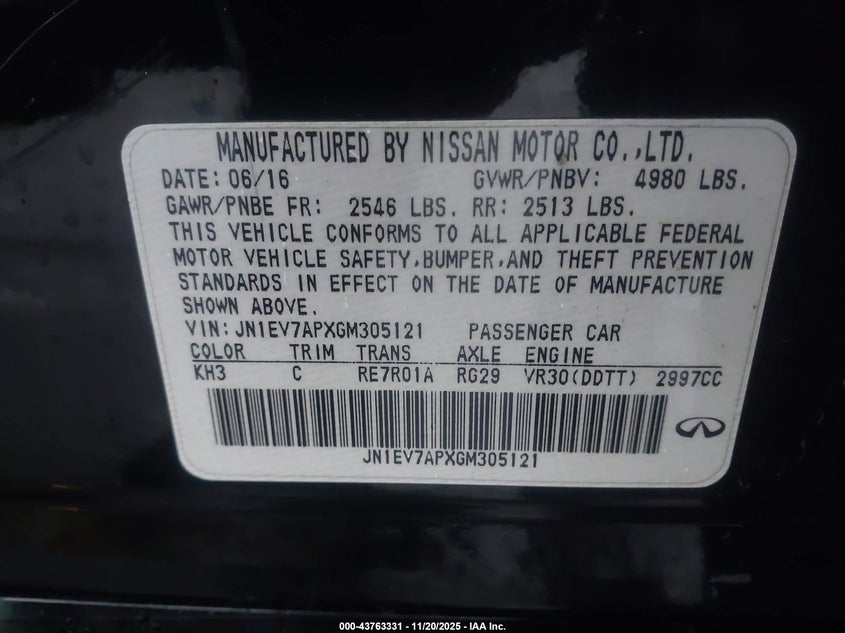 MANUFACTURED BY NISSAN MOTOR CO.,LTD.
DATE: 06/16 GVWR/PNBV: 4980 LBS.
GAWR/PNBE FR: 2546 LBS. RR: 2513 LBS.
THIS VEHICLE CONFORMS TO ALL APPLICABLE FEDERAL
MOTOR VEHICLE SAFETY,BUMPER,AND THEFT PREVENTION
STANDARDS IN EFFECT ON THE DATE OF MANUFACTURE
SHOWN ABOVE.
VIN: JN1EV7APXGM305121 PASSENGER CAR
COLOR TRIM TRANS AXLE ENGINE
KH3 C RE7R01A RG29 VR30(DDTT) 2997CC
JN1EV7APXGM305121
000-43763331 - 11/20/2025 - IAA Inc.